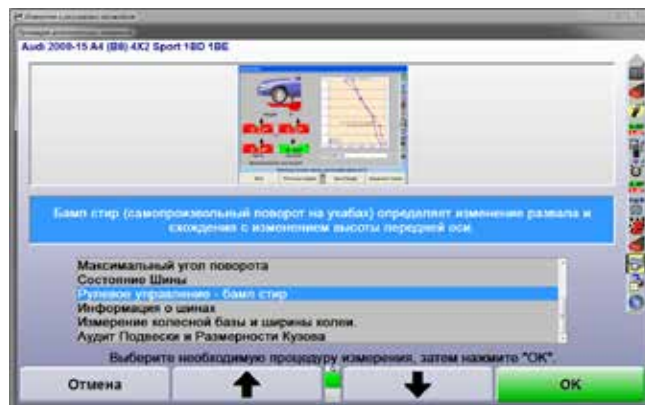 Audi 2008-15 A4 (B8) 4X2 Sport 1BD 1BE
Бамп стир (самопроизвольный поворот на ухабах) определяет изменение развала и
схождения с изменением высоты передней оси.
Максимальный угол поворота
Состояние Шины
Рулевое управление - бамп стир
Информация о шинах
Измерение колесной базы и ширины колеи.
Аудит Подвески и Размерности Кузова
Выберите необходимую процедуру измерения, затем нажмите "OK".
Отмена
OK